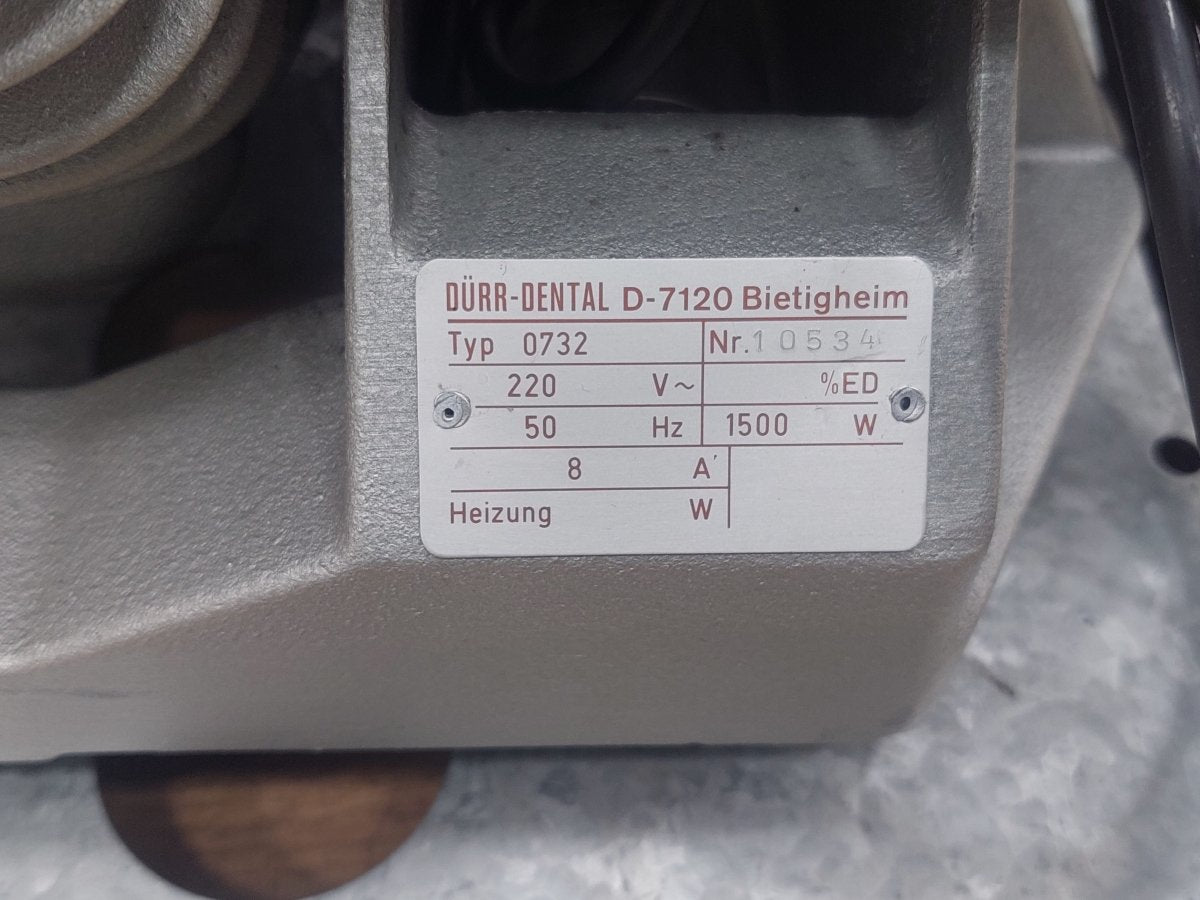 DÜRR-DENTAL D-7120 Bietigheim
Typ 0732 Nr. 10534
220 V~ %ED
50 Hz 1500 W
8 A
Heizung W